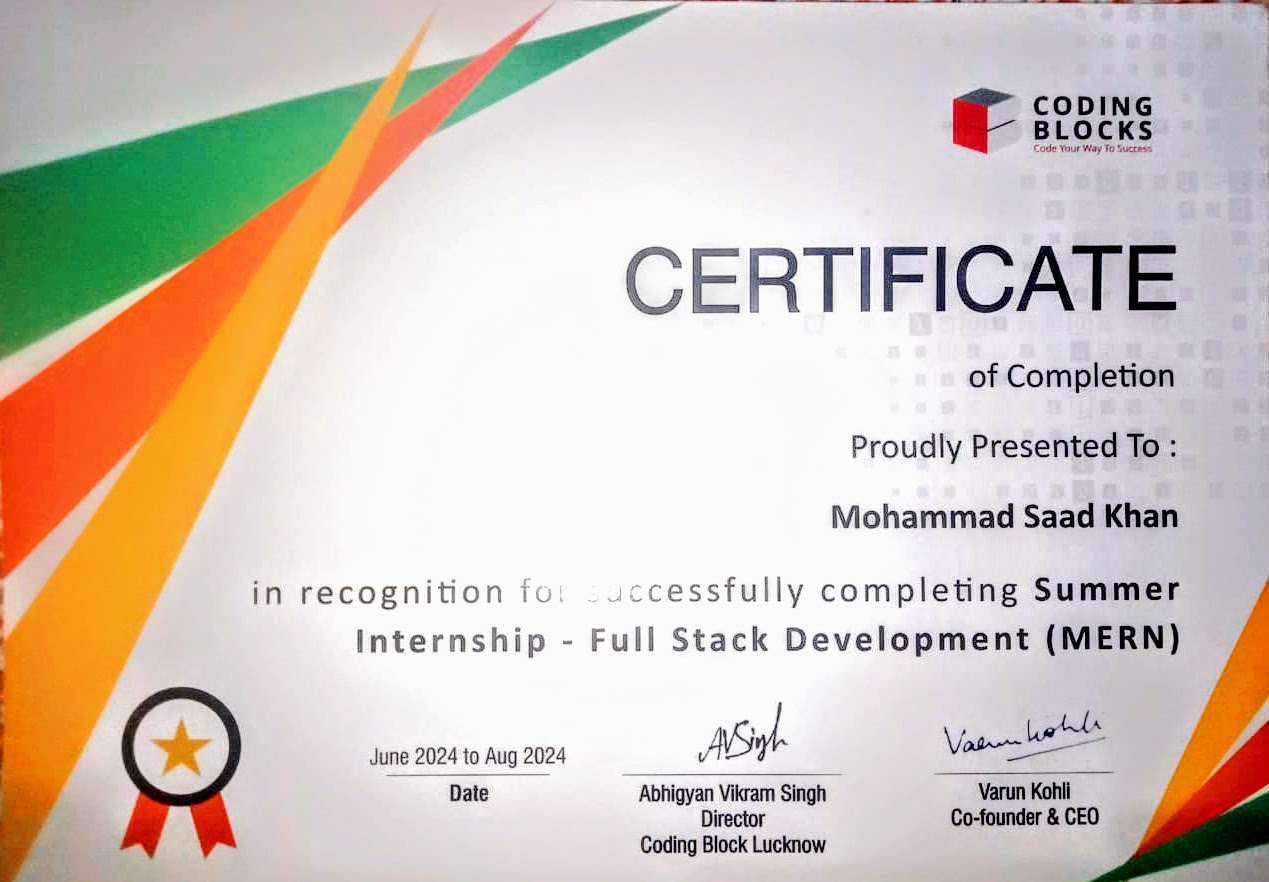 CODING
BLOCKS
Code Your Way To Success
CERTIFICATE
of Completion
Proudly Presented To :
Mohammad Saad Khan
in recognition for successfully completing Summer
Internship - Full Stack Development (MERN)
June 2024 to Aug 2024
Date
AVSingh
Abhigyan Vikram Singh
Director
Coding Block Lucknow
Varun Kohli
Varun Kohli
Co-founder & CEO